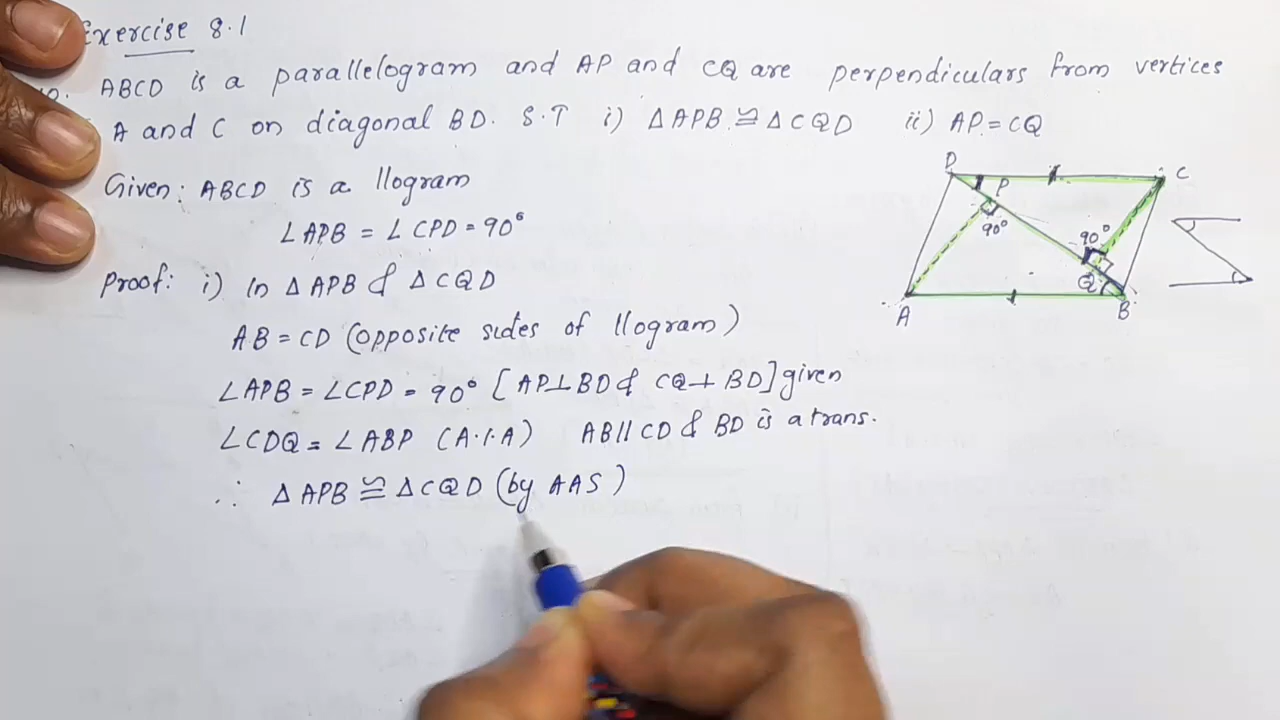 Exercise 8.1
10. ABCD is a parallelogram and AP and CQ are perpendiculars from vertices
A and C on diagonal BD. S.T i) ΔAPB ≅ ΔCQD ii) AP = CQ
Given: ABCD is a llogram
∠APB = ∠CPD = 90°
Proof: i) In ΔAPB & ΔCQD
AB = CD (opposite sides of llogram)
∠APB = ∠CPD = 90° [AP⊥BD & CQ⊥BD] given
∠CDQ = ∠ABP (A.I.A) AB//CD & BD is a trans.
∴ ΔAPB ≅ ΔCQD (by AAS)
D P C
90° 90°
Q
A B